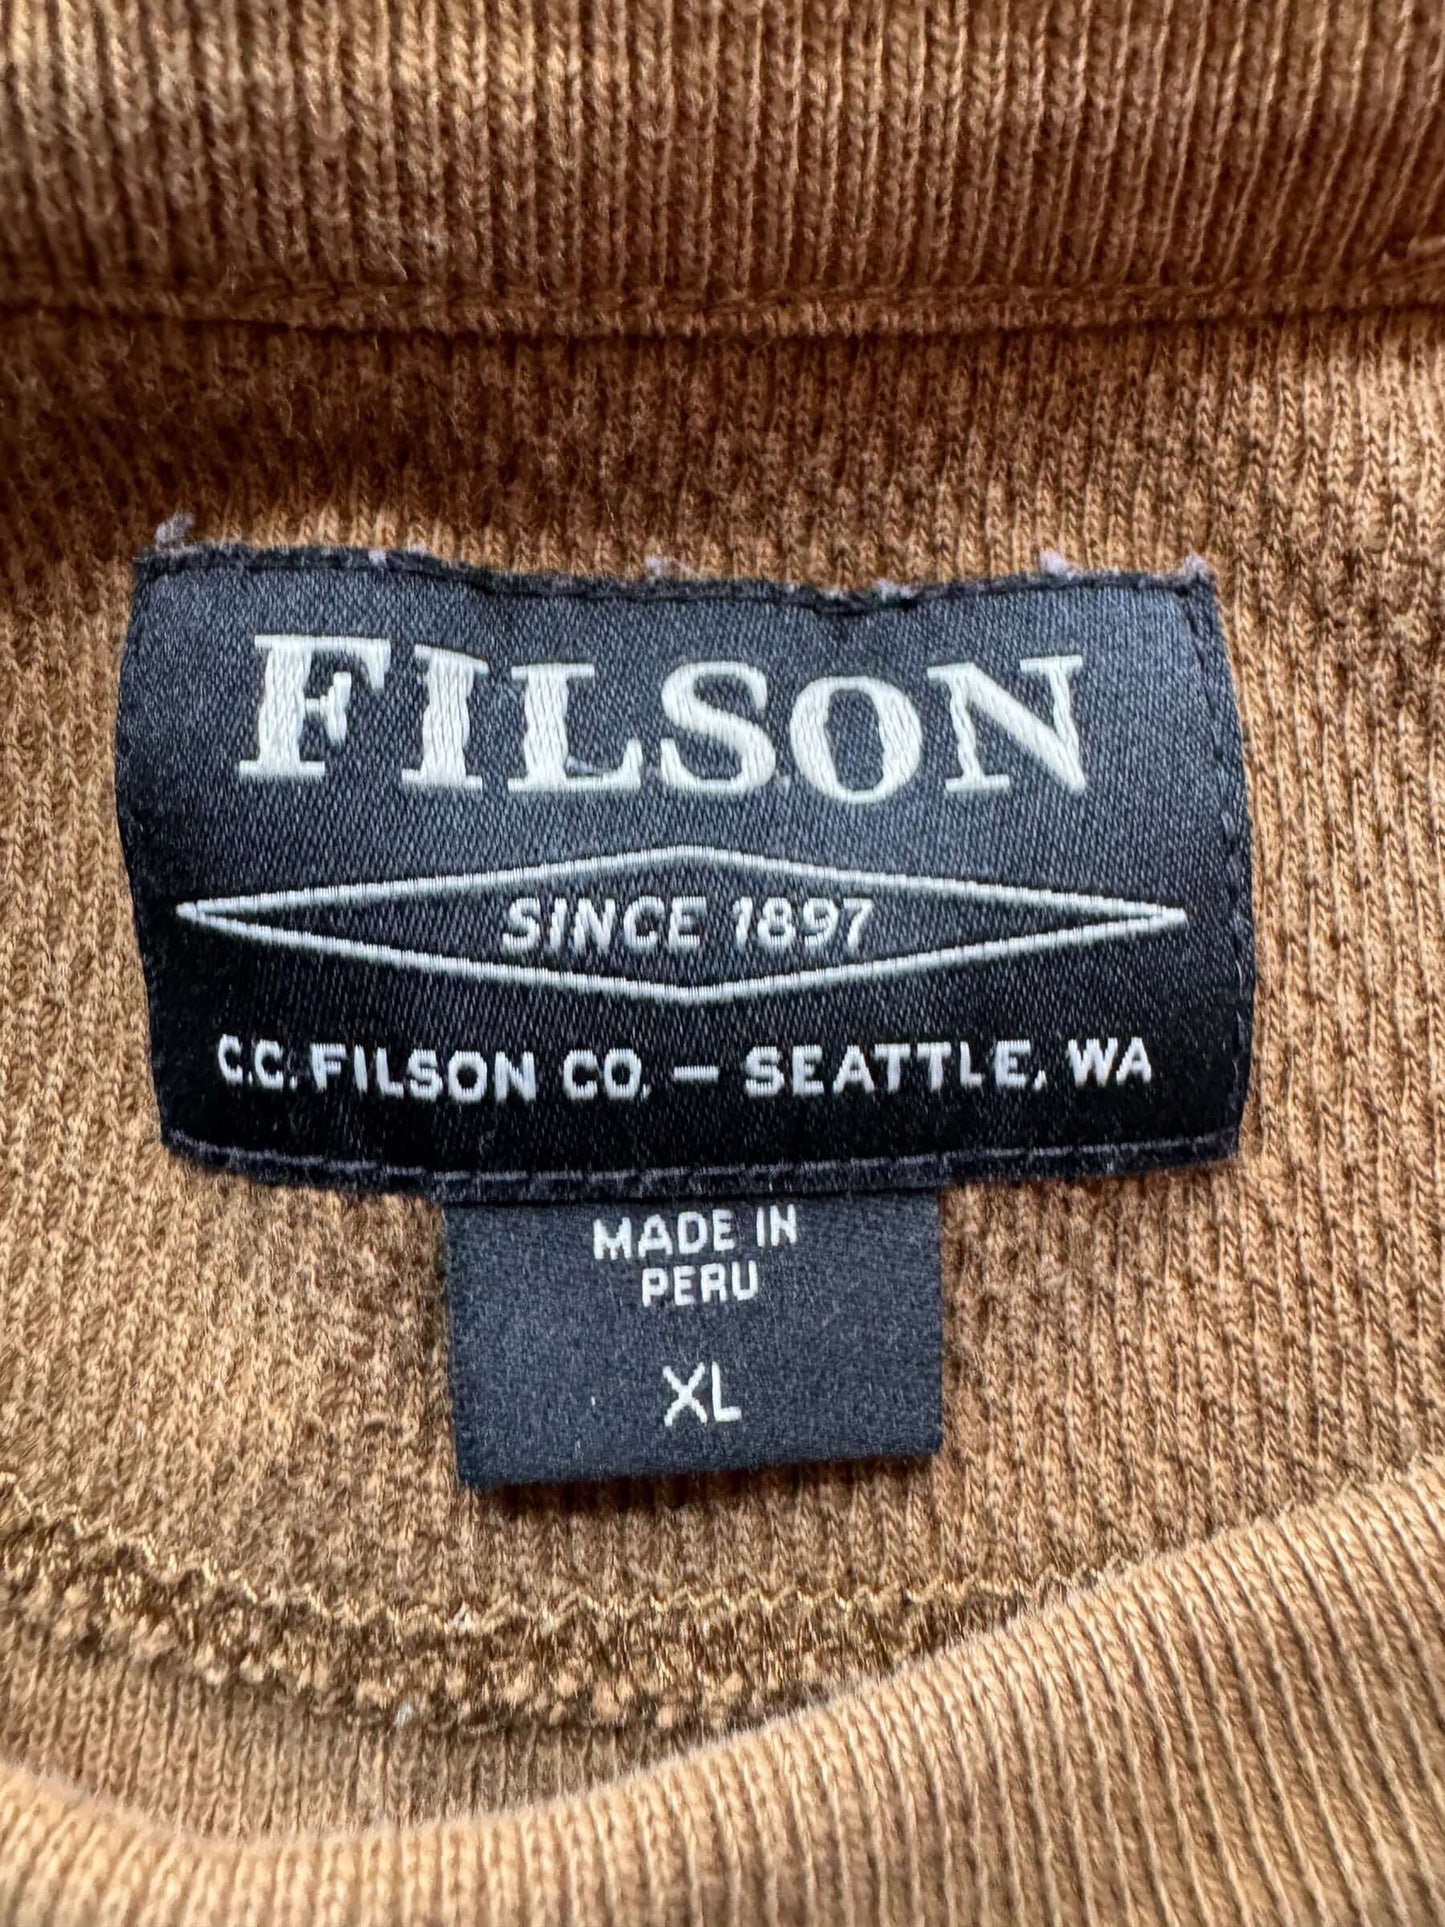 FILSON
SINCE 1897
C.C. FILSON CO. – SEATTLE, WA
MADE IN
PERU
XL